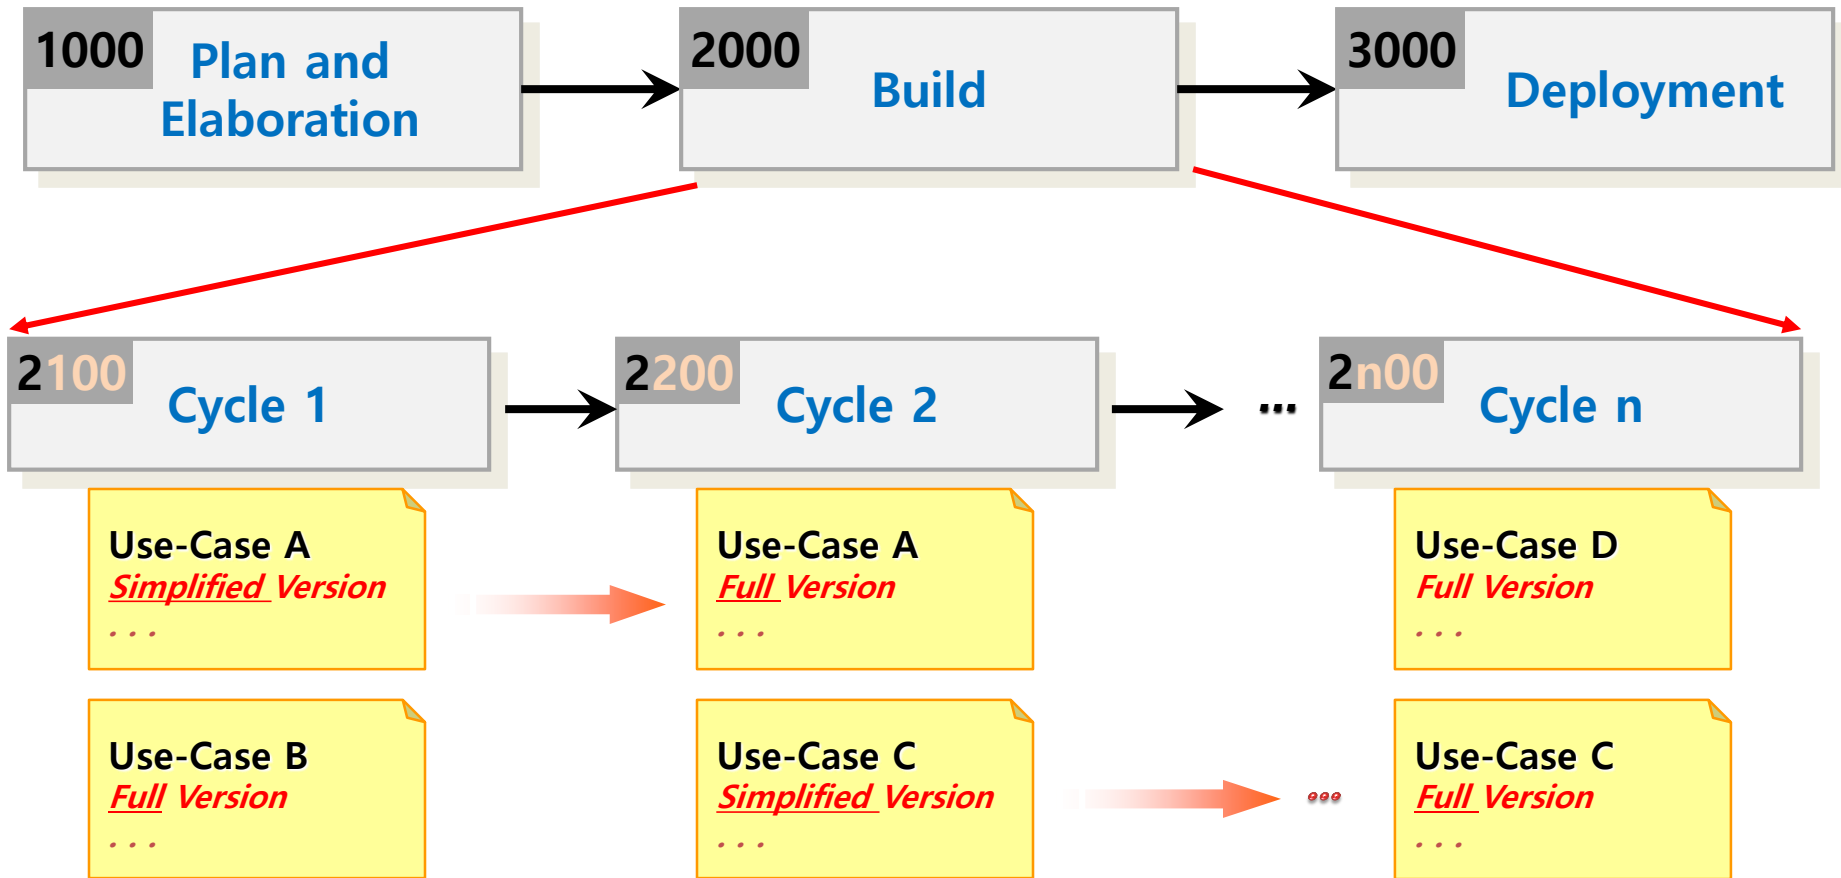 1000
Plan and
Elaboration
2000
Build
3000
Deployment
2100
Cycle 1
2200
Cycle 2
...
2n00
Cycle n
Use-Case A
Simplified Version
. . .
Use-Case A
Full Version
. . .
Use-Case D
Full Version
. . .
Use-Case B
Full Version
. . .
Use-Case C
Simplified Version
. . .
...
Use-Case C
Full Version
. . .